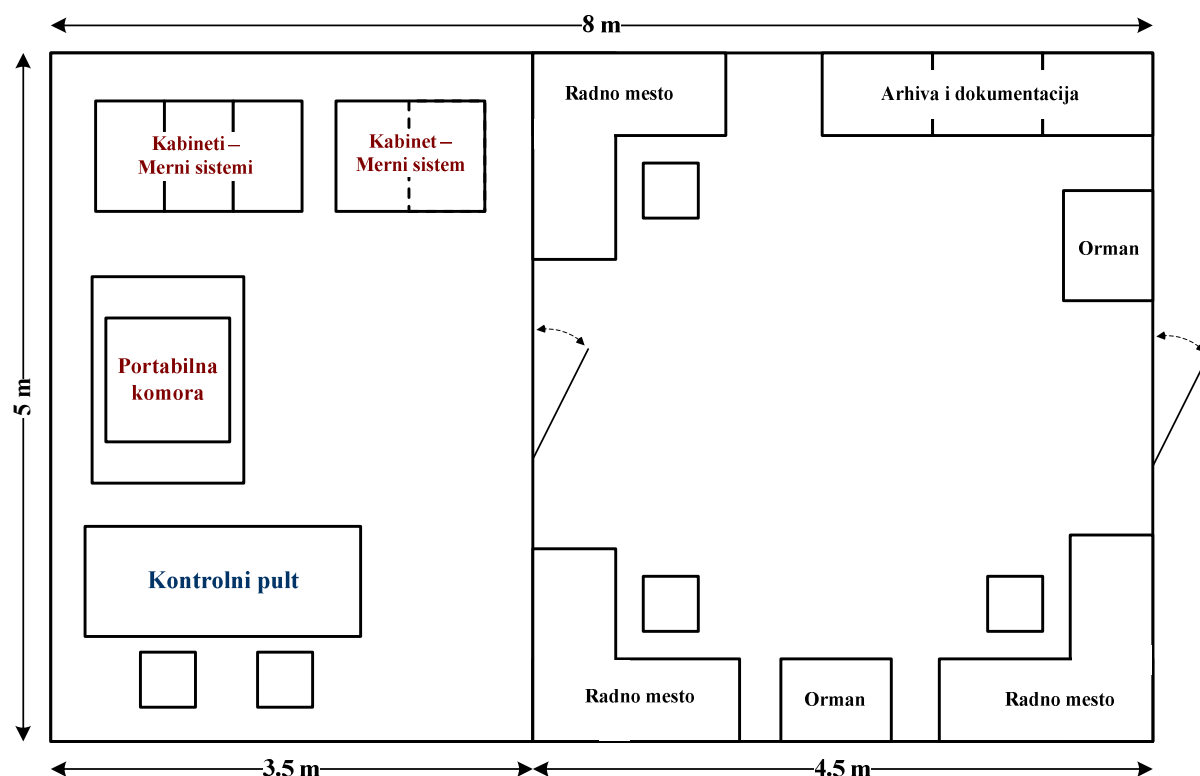 8 m
Radno mesto
Arhiva i dokumentacija
Kabineti –
Merni sistemi
Kabinet –
Merni sistem
Orman
Portabilna
komora
5 m
Kontrolni pult
Radno mesto
Orman
Radno mesto
3.5 m
4.5 m